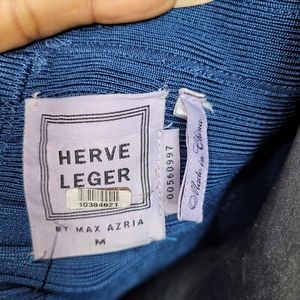 HERVE
LEGER
10384821
BY MAX AZRIA
M
00560997
Made in China